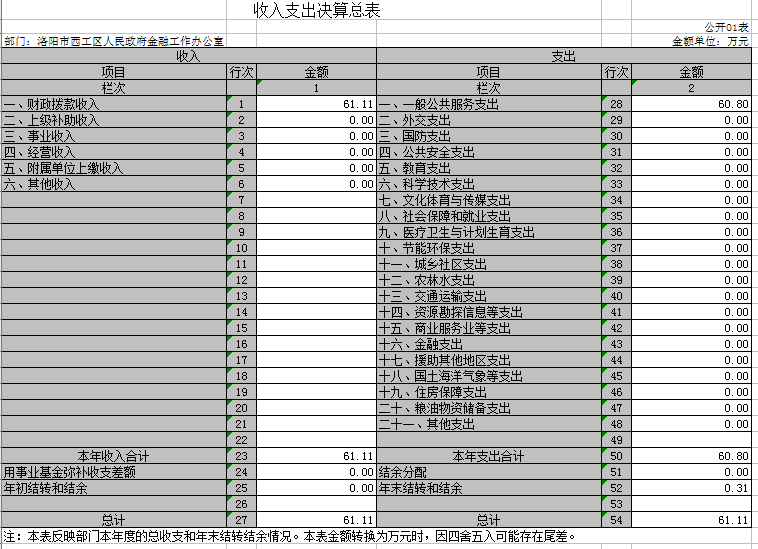 收入支出决算总表
公开01表
部门：洛阳市西工区人民政府金融工作办公室 金额单位：万元
收入 支出
项目 行次 金额 项目 行次 金额
栏次 1 栏次 2
一、财政拨款收入 1 61.11 一、一般公共服务支出 28 60.80
二、上级补助收入 2 0.00 二、外交支出 29 0.00
三、事业收入 3 0.00 三、国防支出 30 0.00
四、经营收入 4 0.00 四、公共安全支出 31 0.00
五、附属单位上缴收入 5 0.00 五、教育支出 32 0.00
六、其他收入 6 0.00 六、科学技术支出 33 0.00
7 七、文化体育与传媒支出 34 0.00
8 八、社会保障和就业支出 35 0.00
9 九、医疗卫生与计划生育支出 36 0.00
10 十、节能环保支出 37 0.00
11 十一、城乡社区支出 38 0.00
12 十二、农林水支出 39 0.00
13 十三、交通运输支出 40 0.00
14 十四、资源勘探信息等支出 41 0.00
15 十五、商业服务业等支出 42 0.00
16 十六、金融支出 43 0.00
17 十七、援助其他地区支出 44 0.00
18 十八、国土海洋气象等支出 45 0.00
19 十九、住房保障支出 46 0.00
20 二十、粮油物资储备支出 47 0.00
21 二十一、其他支出 48 0.00
22 49
本年收入合计 23 61.11 本年支出合计 50 60.80
用事业基金弥补收支差额 24 0.00 结余分配 51 0.00
年初结转和结余 25 0.00 年末结转和结余 52 0.31
26 53
总计 27 61.11 总计 54 61.11
注：本表反映部门本年度的总收支和年末结转结余情况。本表金额转换为万元时，因四舍五入可能存在尾差。